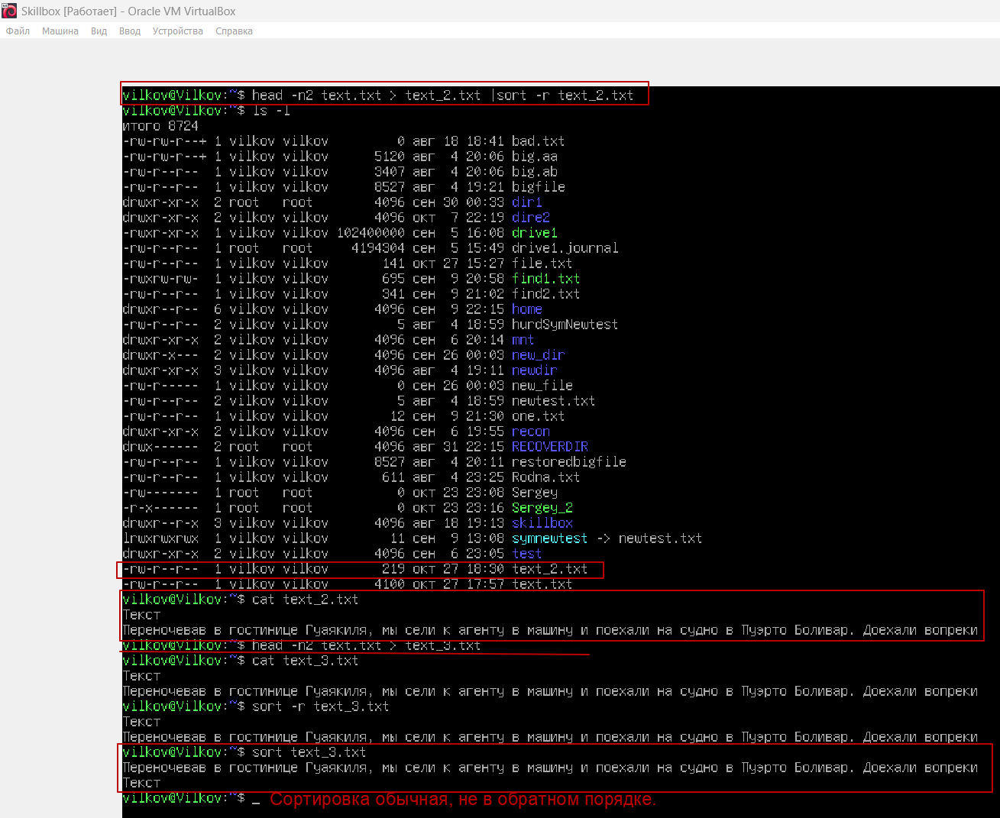 Skillbox [Работает] - Oracle VM VirtualBox
Файл Машина Вид Ввод Устройства Справка
vilkov@Vilkov:~$ head -n2 text.txt > text_2.txt |sort -r text_2.txt
vilkov@Vilkov:~$ ls -l
итого 8724
-rw-rw-r--+ 1 vilkov vilkov 0 авг 18 18:41 bad.txt
-rw-rw-r--+ 1 vilkov vilkov 5120 авг 4 20:06 big.aa
-rw-r--r-- 1 vilkov vilkov 3407 авг 4 20:06 big.ab
-rw-r--r-- 1 vilkov vilkov 8527 авг 4 19:21 bigfile
drwxr-xr-x 2 root root 4096 сен 30 00:33 dir1
drwxr-xr-x 2 vilkov vilkov 4096 окт 7 22:19 dire2
-rwxr-xr-x 1 vilkov vilkov 102400000 сен 5 16:08 drive1
-rw-r--r-- 1 root root 4194304 сен 5 15:49 drive1.journal
-rw-r--r-- 1 vilkov vilkov 141 окт 27 15:27 file.txt
-rwxrw-rw- 1 vilkov vilkov 695 сен 9 20:58 find1.txt
-rw-r--r-- 1 vilkov vilkov 341 сен 9 21:02 find2.txt
drwxr--r-- 6 vilkov vilkov 4096 сен 9 22:15 home
-rw-r--r-- 2 vilkov vilkov 5 авг 4 18:59 hurdSymNewtest
drwxr-xr-x 2 vilkov vilkov 4096 сен 6 20:14 mnt
drwxr-x--- 2 vilkov vilkov 4096 сен 26 00:03 new_dir
drwxr-xr-x 3 vilkov vilkov 4096 авг 4 19:11 newdir
-rw-r----- 1 vilkov vilkov 0 сен 26 00:03 new_file
-rw-r--r-- 2 vilkov vilkov 5 авг 4 18:59 newtest.txt
-rw-r--r-- 1 vilkov vilkov 12 сен 9 21:30 one.txt
drwxr-xr-x 2 vilkov vilkov 4096 сен 6 19:55 recon
drwx------ 2 root root 4096 авг 31 22:15 RECOVERDIR
-rw-r--r-- 1 vilkov vilkov 8527 авг 4 20:11 restoredbigfile
-rw-r--r-- 1 vilkov vilkov 611 авг 4 23:25 Rodna.txt
-rw------- 1 root root 0 окт 23 23:08 Sergey
-r-x------ 1 root root 0 окт 23 23:16 Sergey_2
drwxr--r-x 3 vilkov vilkov 4096 авг 18 19:13 skillbox
lrwxrwxrwx 1 vilkov vilkov 11 сен 9 13:08 symnewtest -> newtest.txt
drwxr-xr-x 2 vilkov vilkov 4096 сен 6 23:05 test
-rw-r--r-- 1 vilkov vilkov 219 окт 27 18:30 text_2.txt
-rw-r--r-- 1 vilkov vilkov 4100 окт 27 17:57 text.txt
vilkov@Vilkov:~$ cat text_2.txt
Текст
Переночевав в гостинице Гуаякиля, мы сели к агенту в машину и поехали на судно в Пуэрто Боливар. Доехали вопреки
vilkov@Vilkov:~$ head -n2 text.txt > text_3.txt
vilkov@Vilkov:~$ cat text_3.txt
Текст
Переночевав в гостинице Гуаякиля, мы сели к агенту в машину и поехали на судно в Пуэрто Боливар. Доехали вопреки
vilkov@Vilkov:~$ sort -r text_3.txt
Текст
Переночевав в гостинице Гуаякиля, мы сели к агенту в машину и поехали на судно в Пуэрто Боливар. Доехали вопреки
vilkov@Vilkov:~$ sort text_3.txt
Переночевав в гостинице Гуаякиля, мы сели к агенту в машину и поехали на судно в Пуэрто Боливар. Доехали вопреки
Текст
vilkov@Vilkov:~$ _ Сортировка обычная, не в обратном порядке.